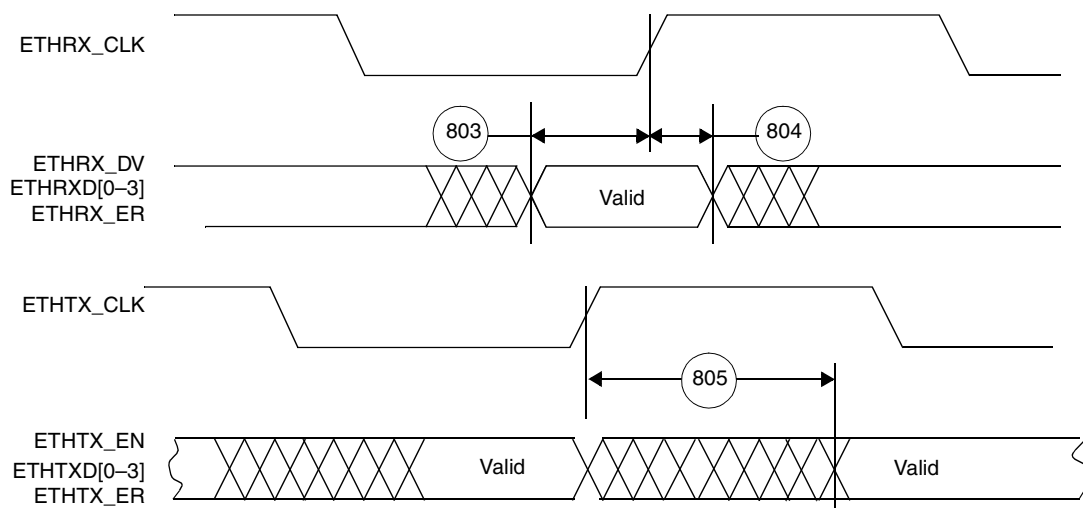 ETHRX_CLK
803
804
ETHRX_DV
ETHRXD[0–3]
ETHRX_ER
Valid
ETHTX_CLK
805
ETHTX_EN
ETHTXD[0–3]
ETHTX_ER
Valid
Valid